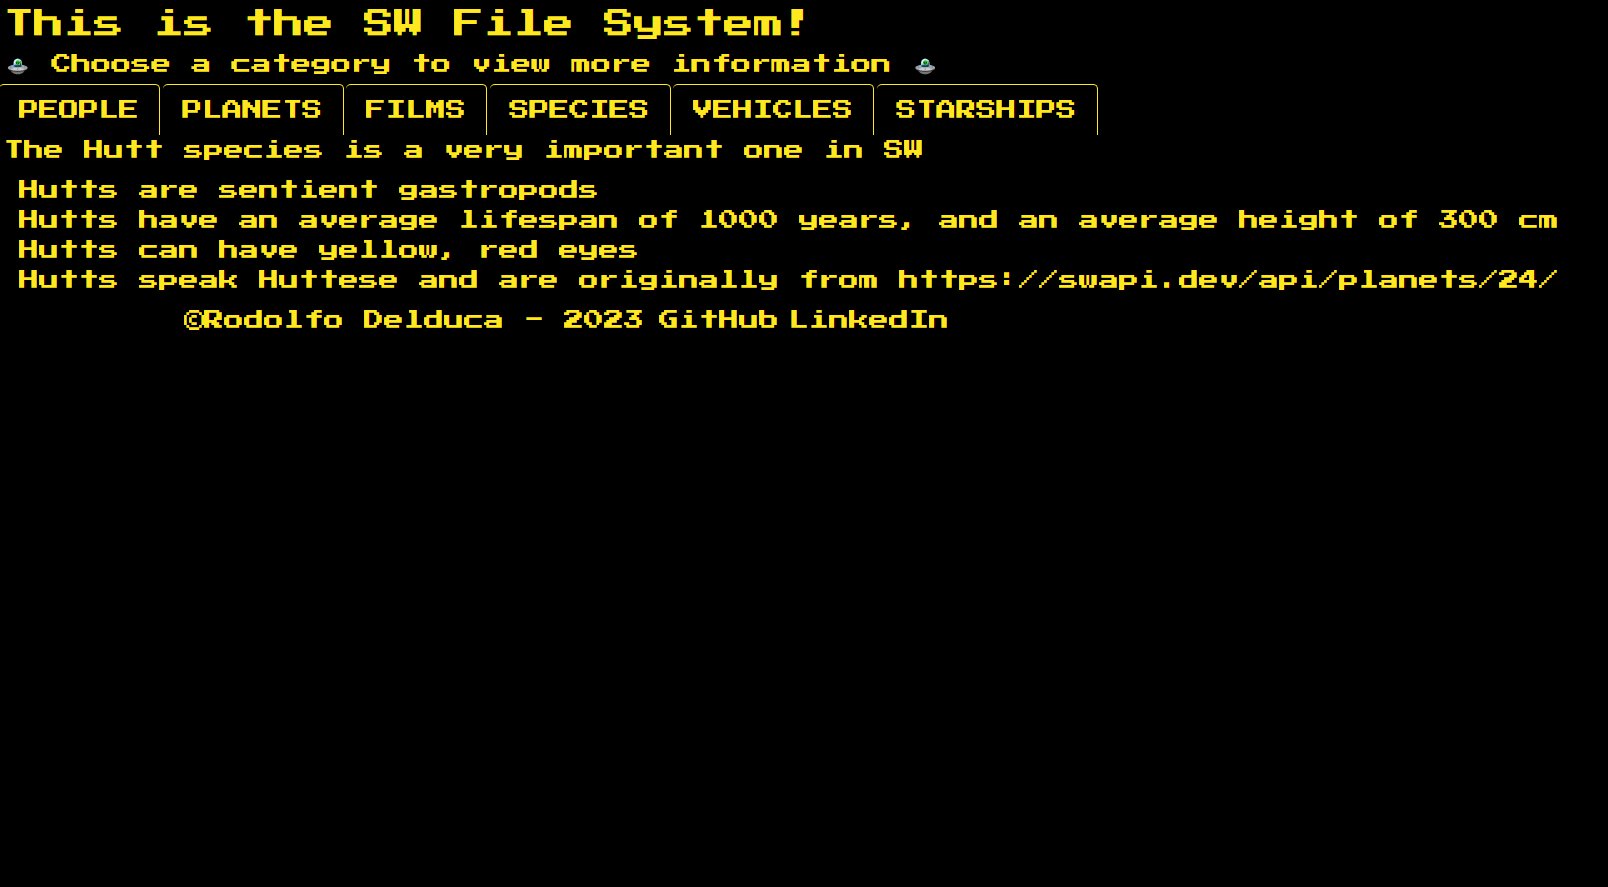 This is the SW File System!
🛸 Choose a category to view more information 🛸
PEOPLE PLANETS FILMS SPECIES VEHICLES STARSHIPS
The Hutt species is a very important one in SW
Hutts are sentient gastropods
Hutts have an average lifespan of 1000 years, and an average height of 300 cm
Hutts can have yellow, red eyes
Hutts speak Huttese and are originally from https://swapi.dev/api/planets/24/
©Rodolfo Delduca - 2023 GitHub LinkedIn